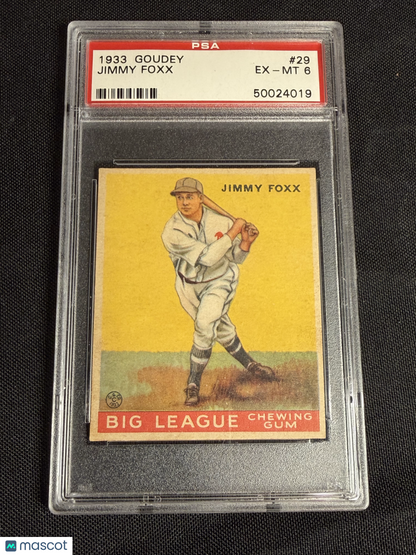 PSA
1933 GOUDEY #29
JIMMY FOXX EX-MT 6
50024019
JIMMY FOXX
BIG LEAGUE CHEWING GUM
mascot